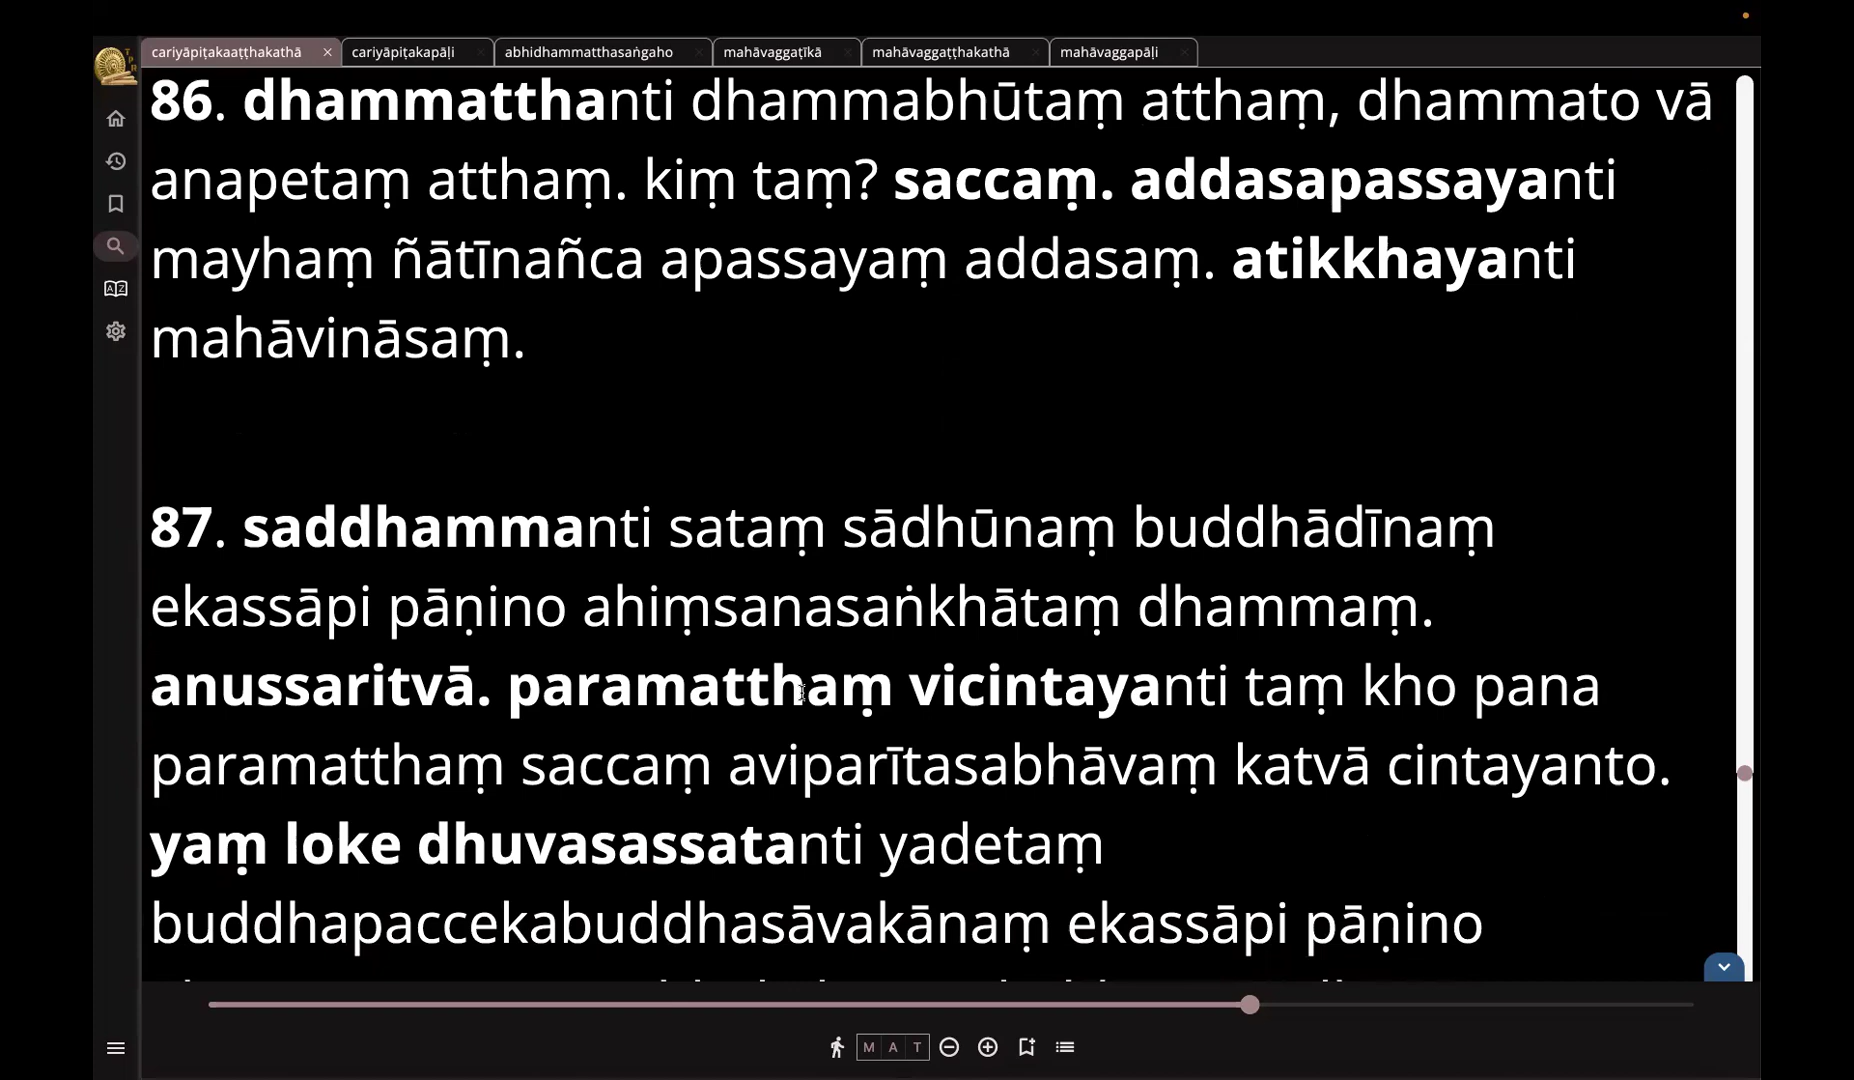 cariyāpiṭakaaṭṭhakathā
cariyāpiṭakapāḷi
abhidhammatthasaṅgaho
mahāvaggaṭīkā
mahāvaggaṭṭhakathā
mahāvaggapāḷi
86. dhammatthanti dhammabhūtaṃ atthaṃ, dhammato vā
anapetaṃ atthaṃ. kiṃ taṃ? saccaṃ. addasapassayanti
mayhaṃ ñātīnañca apassayaṃ addasaṃ. atikkhayanti
mahāvināsaṃ.
87. saddhammanti sataṃ sādhūnaṃ buddhādīnaṃ
ekassāpi pāṇino ahiṃsanasaṅkhātaṃ dhammaṃ.
anussaritvā. paramatthaṃ vicintayanti taṃ kho pana
paramatthaṃ saccaṃ aviparītasabhāvaṃ katvā cintayanto.
yaṃ loke dhuvasassatanti yadetaṃ
buddhapaccekabuddhasāvakānaṃ ekassāpi pāṇino
M A T